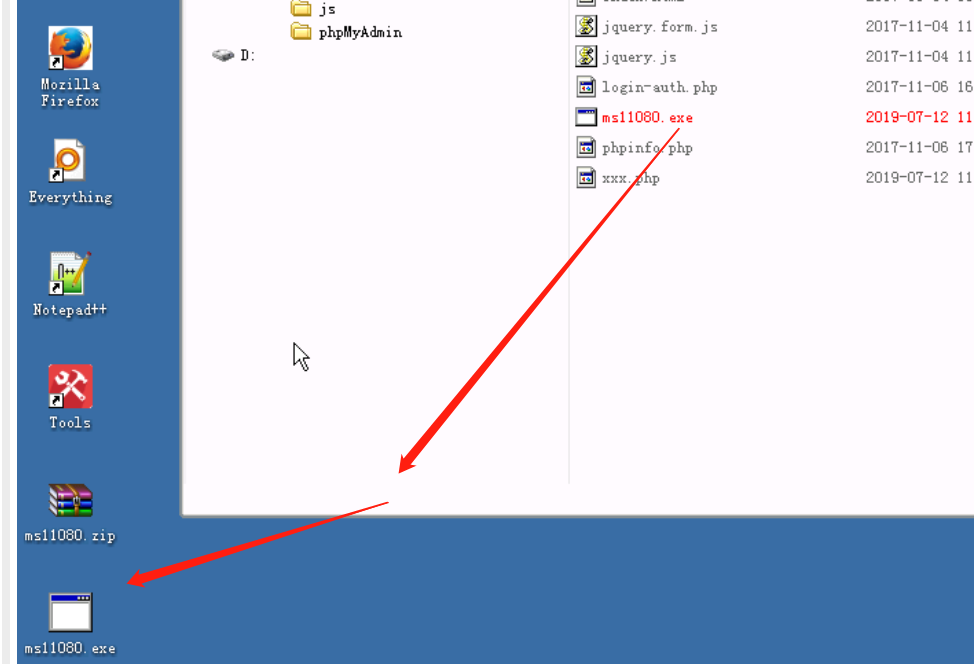 Mozilla
Firefox
Everything
Notepad++
Tools
ms11080.zip
ms11080.exe
js
phpMyAdmin
D:
jquery.form.js 2017-11-04 11
jquery.js 2017-11-04 11
login-auth.php 2017-11-06 16
ms11080.exe 2019-07-12 11
phpinfo.php 2017-11-06 17
xxx.php 2019-07-12 11